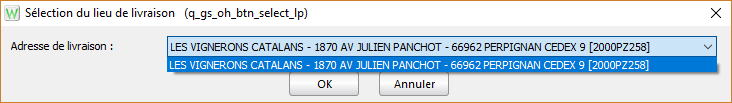 Sélection du lieu de livraison (q_gs_oh_btn_select_lp)
Adresse de livraison :
LES VIGNERONS CATALANS - 1870 AV JULIEN PANCHOT - 66962 PERPIGNAN CEDEX 9 [2000PZ258]
LES VIGNERONS CATALANS - 1870 AV JULIEN PANCHOT - 66962 PERPIGNAN CEDEX 9 [2000PZ258]
OK Annuler